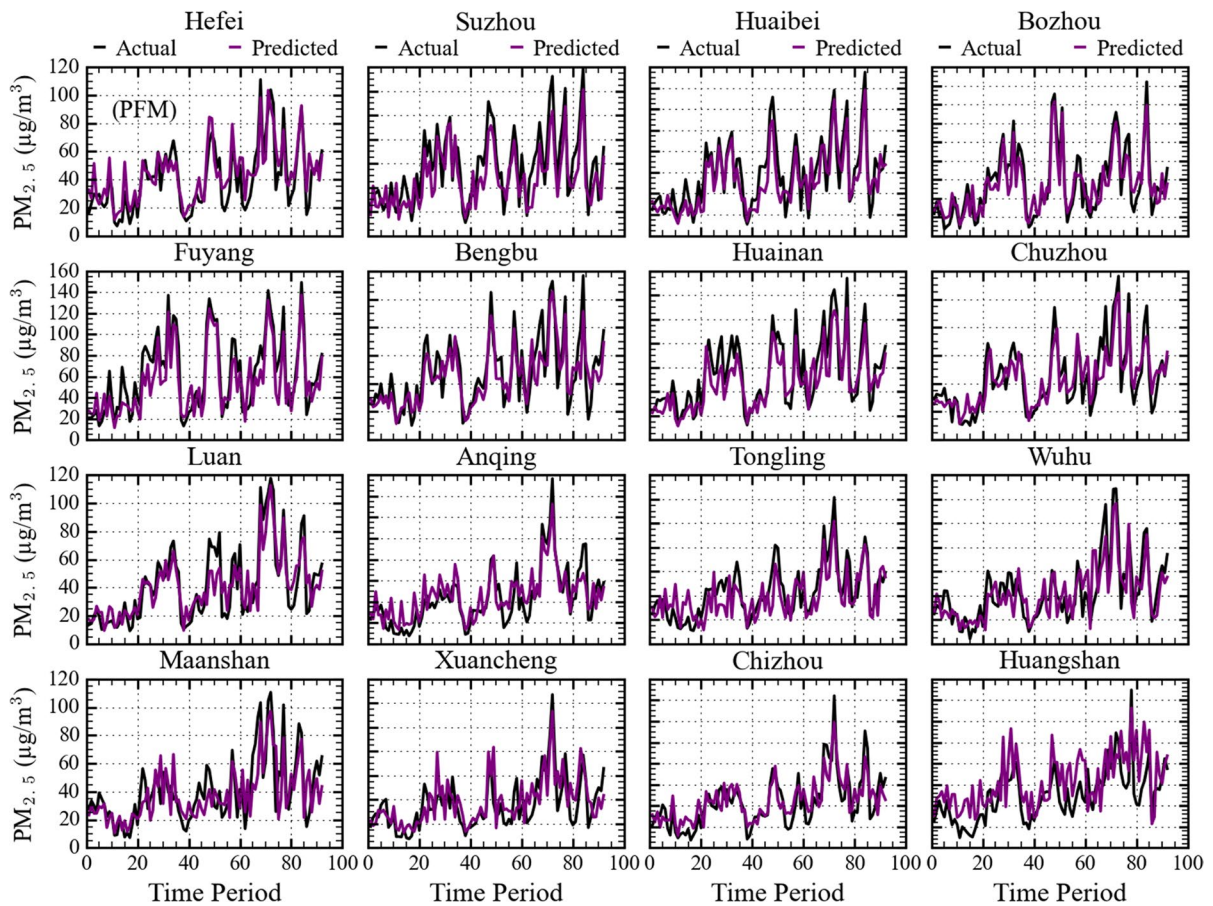 Hefei Suzhou Huaibei Bozhou
Actual Predicted Actual Predicted Actual Predicted Actual Predicted
120
100
(PFM)
80
60
40
20
0
PM2.5 (μg/m³)
Fuyang Bengbu Huainan Chuzhou
160
140
120
100
80
60
40
20
0
PM2.5 (μg/m³)
Luan Anqing Tongling Wuhu
120
100
80
60
40
20
0
PM2.5 (μg/m³)
Maanshan Xuancheng Chizhou Huangshan
120
100
80
60
40
20
0
PM2.5 (μg/m³)
0 20 40 60 80 100 0 20 40 60 80 100 0 20 40 60 80 100 0 20 40 60 80 100
Time Period Time Period Time Period Time Period